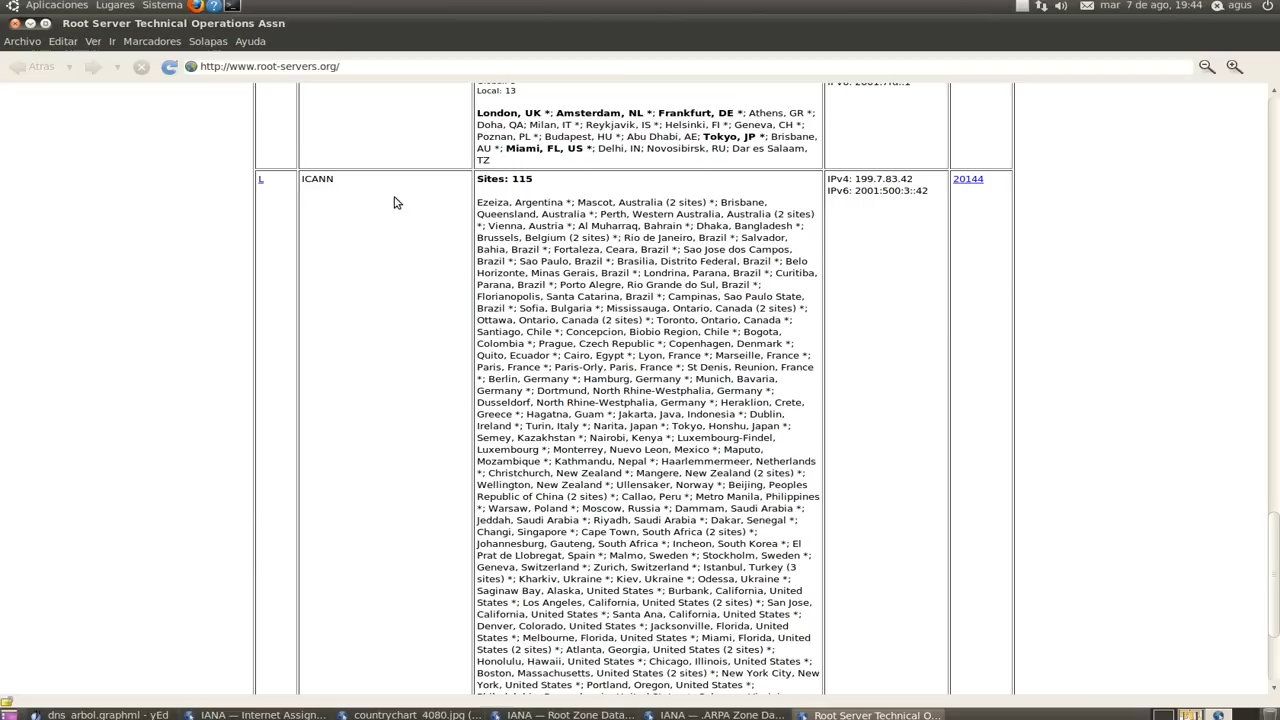 Aplicaciones Lugares Sistema
mar 7 de ago, 19:44 agus
Root Server Technical Operations Assn
Archivo Editar Ver Ir Marcadores Solapas Ayuda
Atras http://www.root-servers.org/
Local: 13
London, UK *; Amsterdam, NL *; Frankfurt, DE *; Athens, GR *;
Doha, QA; Milan, IT *; Reykjavik, IS *; Helsinki, FI *; Geneva, CH *;
Poznan, PL *; Budapest, HU *; Abu Dhabi, AE; Tokyo, JP *; Brisbane,
AU *; Miami, FL, US *; Delhi, IN; Novosibirsk, RU; Dar es Salaam,
TZ
L
ICANN
Sites: 115
IPv4: 199.7.83.42
IPv6: 2001:500:3::42
20144
Ezeiza, Argentina *; Mascot, Australia (2 sites) *; Brisbane,
Queensland, Australia *; Perth, Western Australia, Australia (2 sites)
*; Vienna, Austria *; Al Muharraq, Bahrain *; Dhaka, Bangladesh *;
Brussels, Belgium (2 sites) *; Rio de Janeiro, Brazil *; Salvador,
Bahia, Brazil *; Fortaleza, Ceara, Brazil *; Sao Jose dos Campos,
Brazil *; Sao Paulo, Brazil *; Brasilia, Distrito Federal, Brazil *; Belo
Horizonte, Minas Gerais, Brazil *; Londrina, Parana, Brazil *; Curitiba,
Parana, Brazil *; Porto Alegre, Rio Grande do Sul, Brazil *;
Florianopolis, Santa Catarina, Brazil *; Campinas, Sao Paulo State,
Brazil *; Sofia, Bulgaria *; Mississauga, Ontario, Canada (2 sites) *;
Ottawa, Ontario, Canada (2 sites) *; Toronto, Ontario, Canada *;
Santiago, Chile *; Concepcion, Biobio Region, Chile *; Bogota,
Colombia *; Prague, Czech Republic *; Copenhagen, Denmark *;
Quito, Ecuador *; Cairo, Egypt *; Lyon, France *; Marseille, France *;
Paris, France *; Paris-Orly, Paris, France *; St Denis, Reunion, France
*; Berlin, Germany *; Hamburg, Germany *; Munich, Bavaria,
Germany *; Dortmund, North Rhine-Westphalia, Germany *;
Dusseldorf, North Rhine-Westphalia, Germany *; Heraklion, Crete,
Greece *; Hagatna, Guam *; Jakarta, Java, Indonesia *; Dublin,
Ireland *; Turin, Italy *; Narita, Japan *; Tokyo, Honshu, Japan *;
Semey, Kazakhstan *; Nairobi, Kenya *; Luxembourg-Findel,
Luxembourg *; Monterrey, Nuevo Leon, Mexico *; Maputo,
Mozambique *; Kathmandu, Nepal *; Haarlemmermeer, Netherlands
*; Christchurch, New Zealand *; Mangere, New Zealand (2 sites) *;
Wellington, New Zealand *; Ullensaker, Norway *; Beijing, Peoples
Republic of China (2 sites) *; Callao, Peru *; Metro Manila, Philippines
*; Warsaw, Poland *; Moscow, Russia *; Dammam, Saudi Arabia *;
Jeddah, Saudi Arabia *; Riyadh, Saudi Arabia *; Dakar, Senegal *;
Changi, Singapore *; Cape Town, South Africa (2 sites) *;
Johannesburg, Gauteng, South Africa *; Incheon, South Korea *; El
Prat de Llobregat, Spain *; Malmo, Sweden *; Stockholm, Sweden *;
Geneva, Switzerland *; Zurich, Switzerland *; Istanbul, Turkey (3
sites) *; Kharkiv, Ukraine *; Kiev, Ukraine *; Odessa, Ukraine *;
Saginaw Bay, Alaska, United States *; Burbank, California, United
States *; Los Angeles, California, United States (2 sites) *; San Jose,
California, United States *; Santa Ana, California, United States *;
Denver, Colorado, United States *; Jacksonville, Florida, United
States *; Melbourne, Florida, United States *; Miami, Florida, United
States (2 sites) *; Atlanta, Georgia, United States (2 sites) *;
Honolulu, Hawaii, United States *; Chicago, Illinois, United States *;
Boston, Massachusetts, United States (2 sites) *; New York City, New
York, United States *; Portland, Oregon, United States *;
dns_arbol.graphml - yEd
IANA — Internet Assign...
countrychart_4080.jpg (...
IANA — Root Zone Data...
IANA — .ARPA Zone Da...
Root Server Technical O...